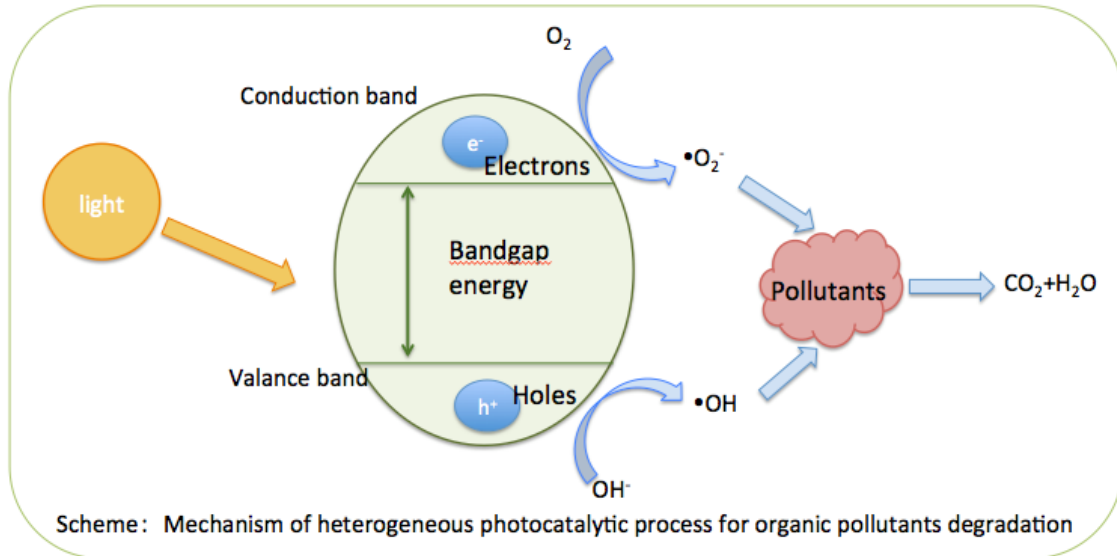 O₂
Conduction band
e⁻
Electrons
•O₂⁻
light
Bandgap
energy
Pollutants
CO₂+H₂O
Valance band
h⁺
Holes
•OH
OH⁻
Scheme: Mechanism of heterogeneous photocatalytic process for organic pollutants degradation